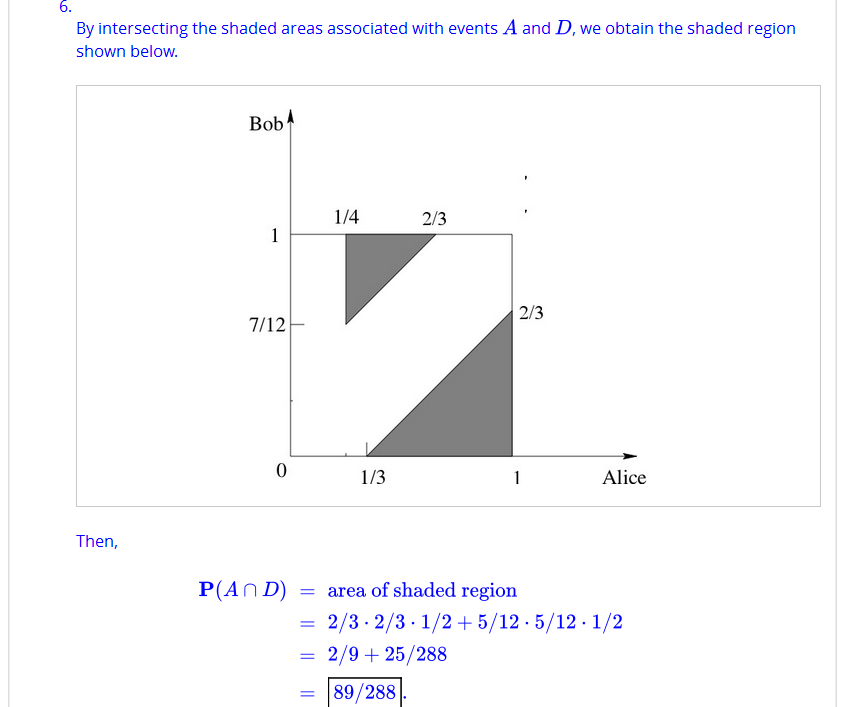 6.
By intersecting the shaded areas associated with events A and D, we obtain the shaded region
shown below.
Bob
1/4 2/3
1
2/3
7/12
0
1/3 1 Alice
Then,
P(A ∩ D) = area of shaded region
= 2/3 · 2/3 · 1/2 + 5/12 · 5/12 · 1/2
= 2/9 + 25/288
= 89/288.